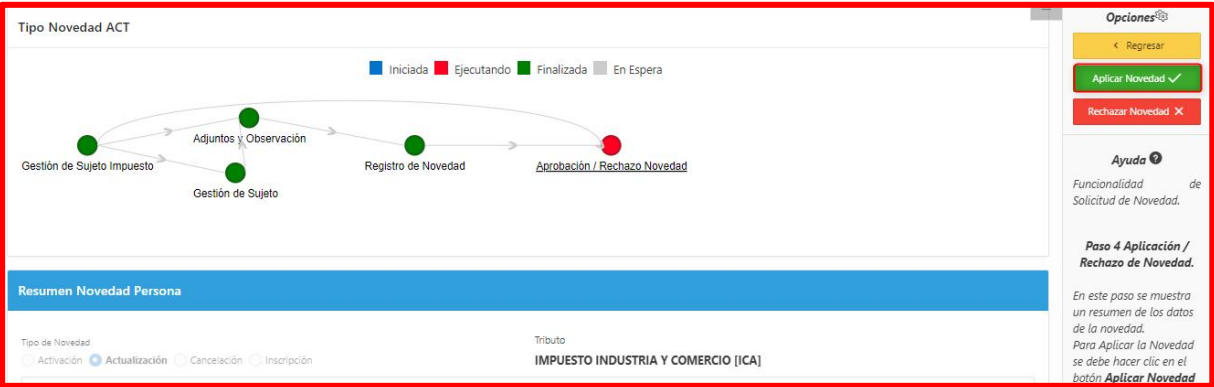 Tipo Novedad ACT
Iniciada Ejecutando Finalizada En Espera
Adjuntos y Observación
Gestión de Sujeto Impuesto
Registro de Novedad
Aprobación / Rechazo Novedad
Gestión de Sujeto
Resumen Novedad Persona
Tipo de Novedad
Activación Actualización Cancelación Inscripción
Tributo
IMPUESTO INDUSTRIA Y COMERCIO [ICA]
Opciones
Regresar
Aplicar Novedad
Rechazar Novedad
Ayuda
Funcionalidad de
Solicitud de Novedad.
Paso 4 Aplicación /
Rechazo de Novedad.
En este paso se muestra
un resumen de los datos
de la novedad.
Para Aplicar la Novedad
se debe hacer clic en el
botón Aplicar Novedad